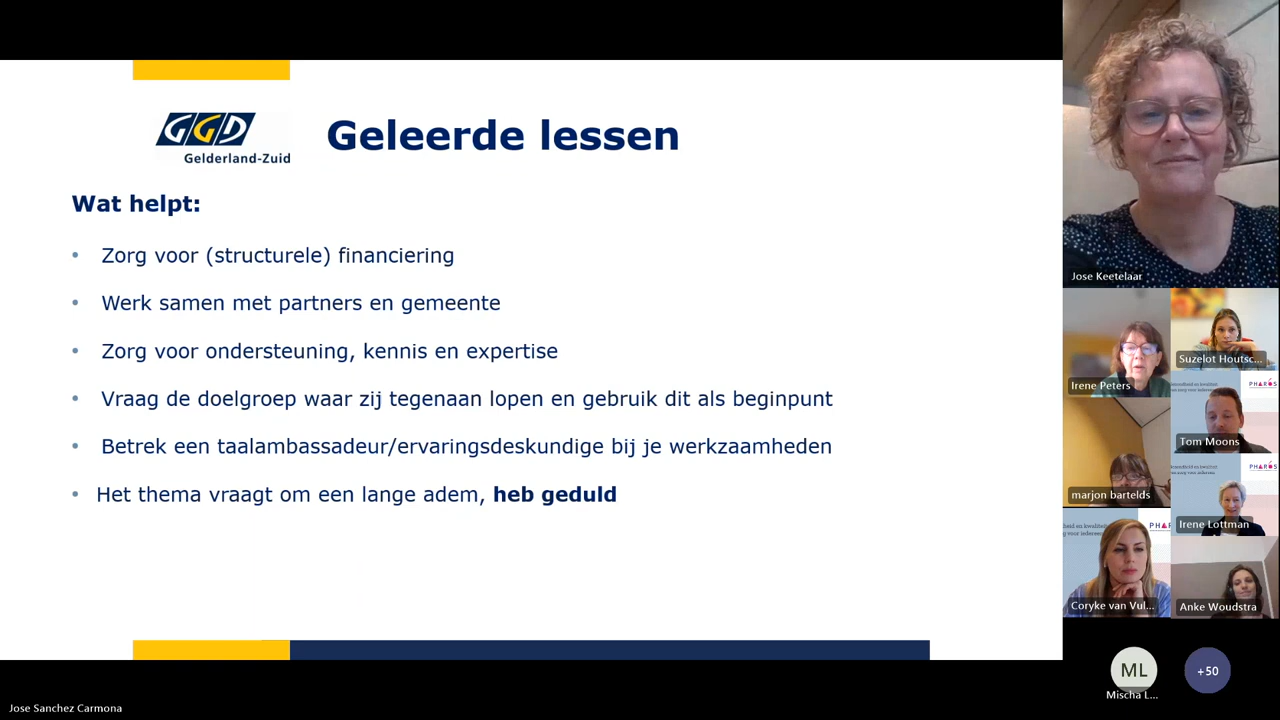 GGD
Gelderland-Zuid
Geleerde lessen
Wat helpt:
• Zorg voor (structurele) financiering
• Werk samen met partners en gemeente
• Zorg voor ondersteuning, kennis en expertise
• Vraag de doelgroep waar zij tegenaan lopen en gebruik dit als beginpunt
• Betrek een taalambassadeur/ervaringsdeskundige bij je werkzaamheden
• Het thema vraagt om een lange adem, heb geduld
Jose Keetelaar
Irene Peters
Suzelot Houtsc...
PHAROS
Tom Moons
marjon bartelds
PHAROS
Irene Lottman
PHAR
Coryke van Vul...
Anke Woudstra
ML
Mischa L...
+50
Jose Sanchez Carmona